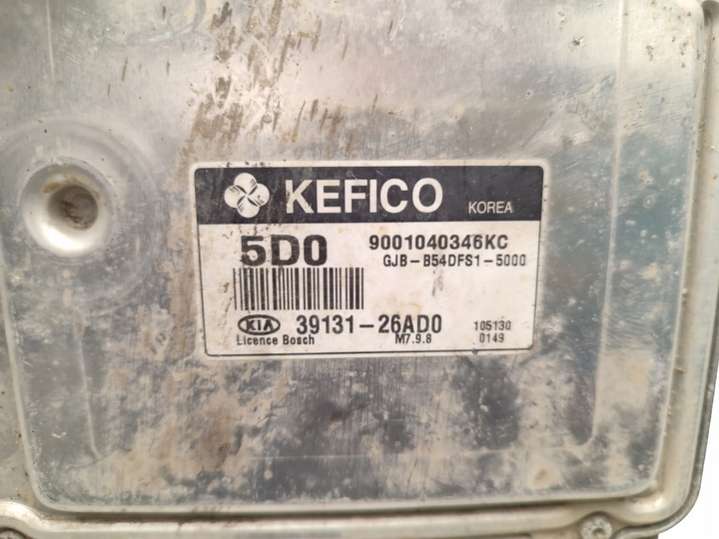 KEFICO KOREA
5D0 9001040346KC
GJB-B54DFS1-5000
KIA 39131-26AD0 105130
Licence Bosch M7.9.8 0149